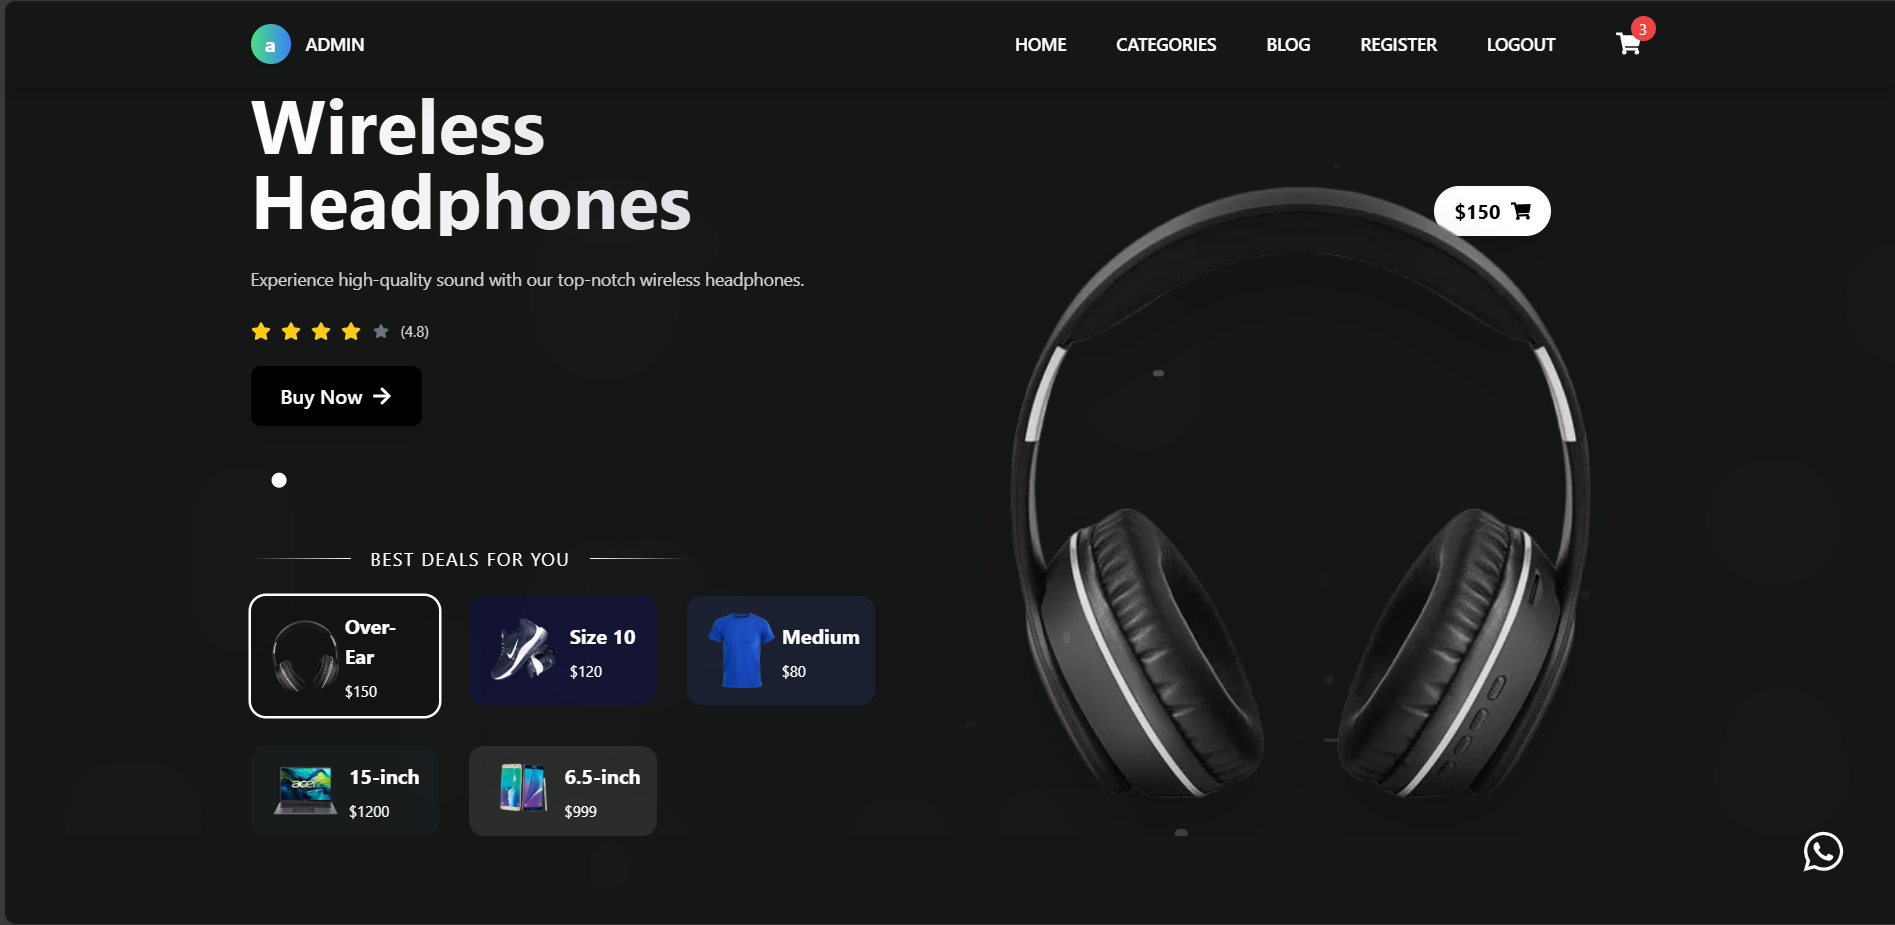 a ADMIN HOME CATEGORIES BLOG REGISTER LOGOUT 3
Wireless
Headphones
$150
Experience high-quality sound with our top-notch wireless headphones.
(4.8)
Buy Now
BEST DEALS FOR YOU
Over-
Ear
$150
Size 10
$120
Medium
$80
acer
15-inch
$1200
6.5-inch
$999